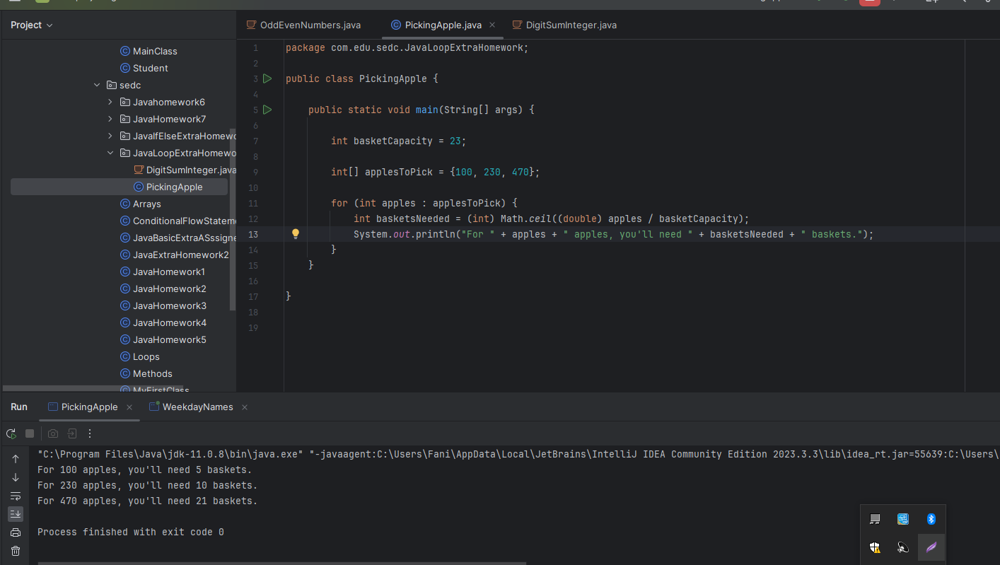 Project
OddEvenNumbers.java
PickingApple.java
DigitSumInteger.java
MainClass
Student
sedc
Javahomework6
JavaHomework7
JavaIfElseExtraHomewo
JavaLoopExtraHomewo
DigitSumInteger.java
PickingApple
Arrays
ConditionalFlowStatem
JavaBasicExtraASssigne
JavaExtraHomework2
JavaHomework1
JavaHomework2
JavaHomework3
JavaHomework4
JavaHomework5
Loops
Methods
MyFirstClass
1 package com.edu.sedc.JavaLoopExtraHomework;
2
3 public class PickingApple {
4
5 public static void main(String[] args) {
6
7 int basketCapacity = 23;
8
9 int[] applesToPick = {100, 230, 470};
10
11 for (int apples : applesToPick) {
12 int basketsNeeded = (int) Math.ceil((double) apples / basketCapacity);
13 System.out.println("For " + apples + " apples, you'll need " + basketsNeeded + " baskets.");
14 }
15 }
16
17 }
18
19
Run
PickingApple
WeekdayNames
"C:\Program Files\Java\jdk-11.0.8\bin\java.exe" "-javaagent:C:\Users\Fani\AppData\Local\JetBrains\IntelliJ IDEA Community Edition 2023.3.3\lib\idea_rt.jar=55639:C:\Users\
For 100 apples, you'll need 5 baskets.
For 230 apples, you'll need 10 baskets.
For 470 apples, you'll need 21 baskets.
Process finished with exit code 0